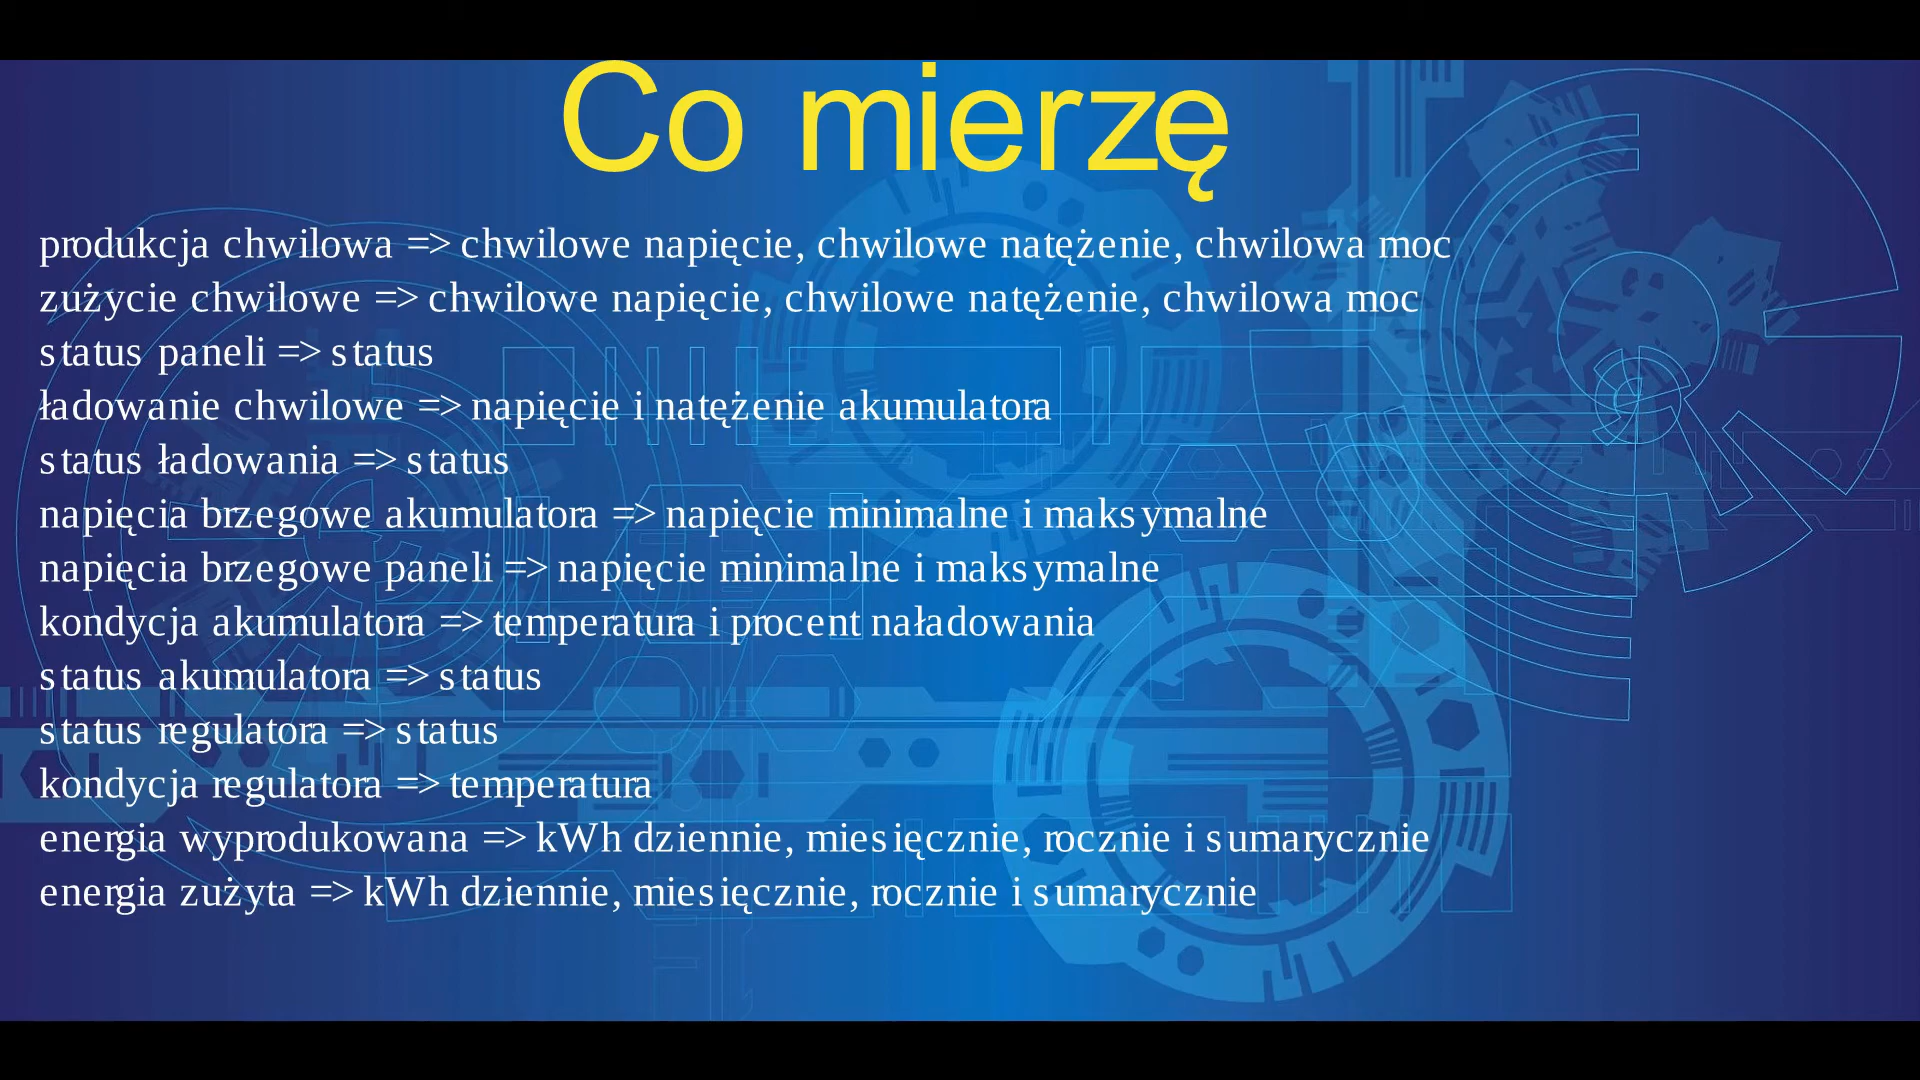 Co mierzę
produkcja chwilowa => chwilowe napięcie, chwilowe natężenie, chwilowa moc
zużycie chwilowe => chwilowe napięcie, chwilowe natężenie, chwilowa moc
status paneli => status
ładowanie chwilowe => napięcie i natężenie akumulatora
status ładowania => status
napięcia brzegowe akumulatora => napięcie minimalne i maksymalne
napięcia brzegowe paneli => napięcie minimalne i maksymalne
kondycja akumulatora => temperatura i procent naładowania
status akumulatora => status
status regulatora => status
kondycja regulatora => temperatura
energia wyprodukowana => kWh dziennie, miesięcznie, rocznie i sumarycznie
energia zużyta => kWh dziennie, miesięcznie, rocznie i sumarycznie